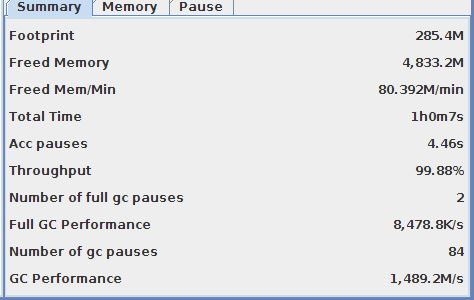 Summary Memory Pause
Footprint 285.4M
Freed Memory 4,833.2M
Freed Mem/Min 80.392M/min
Total Time 1h0m7s
Acc pauses 4.46s
Throughput 99.88%
Number of full gc pauses 2
Full GC Performance 8,478.8K/s
Number of gc pauses 84
GC Performance 1,489.2M/s